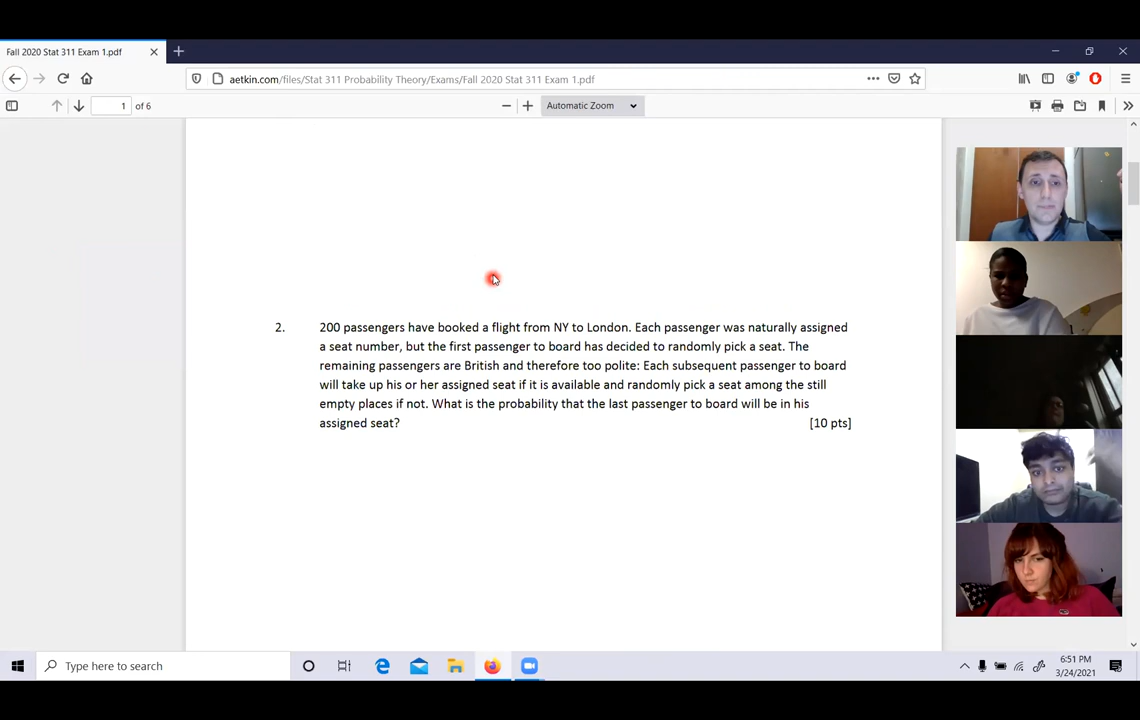 Fall 2020 Stat 311 Exam 1.pdf
aetkin.com/files/Stat 311 Probability Theory/Exams/Fall 2020 Stat 311 Exam 1.pdf
1 of 6
Automatic Zoom
2. 200 passengers have booked a flight from NY to London. Each passenger was naturally assigned
a seat number, but the first passenger to board has decided to randomly pick a seat. The
remaining passengers are British and therefore too polite: Each subsequent passenger to board
will take up his or her assigned seat if it is available and randomly pick a seat among the still
empty places if not. What is the probability that the last passenger to board will be in his
assigned seat? [10 pts]
Type here to search
6:51 PM
3/24/2021